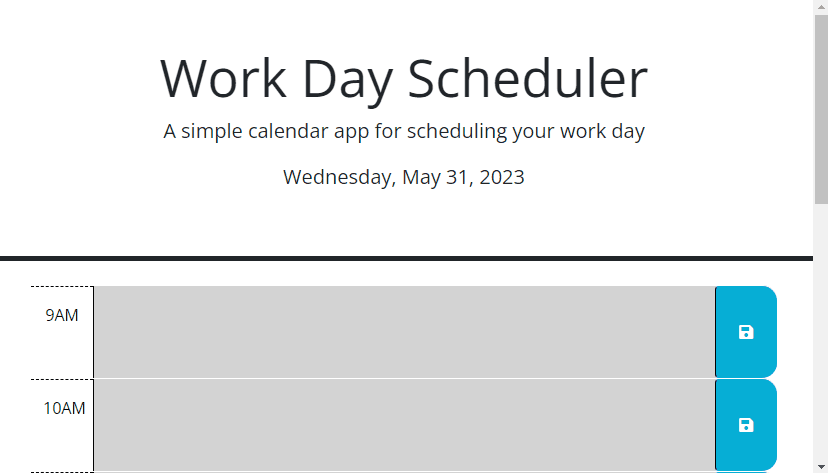 Work Day Scheduler
A simple calendar app for scheduling your work day
Wednesday, May 31, 2023
9AM
10AM